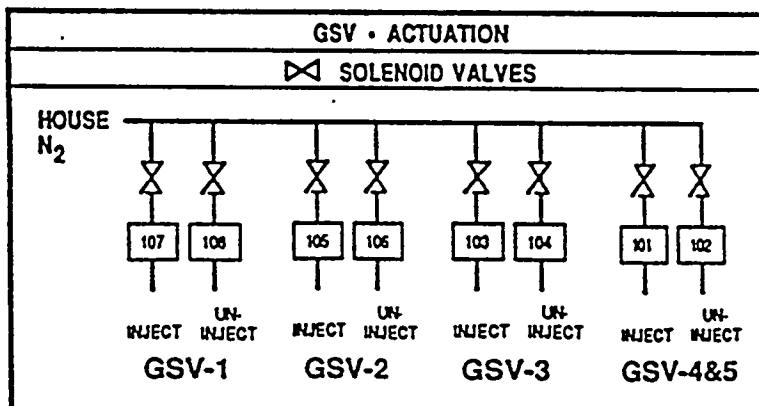 GSV • ACTUATION
SOLENOID VALVES
HOUSE
N₂
107 108 105 106 103 104 101 102
INJECT UN-INJECT INJECT UN-INJECT INJECT UN-INJECT INJECT UN-INJECT
GSV-1 GSV-2 GSV-3 GSV-4&5